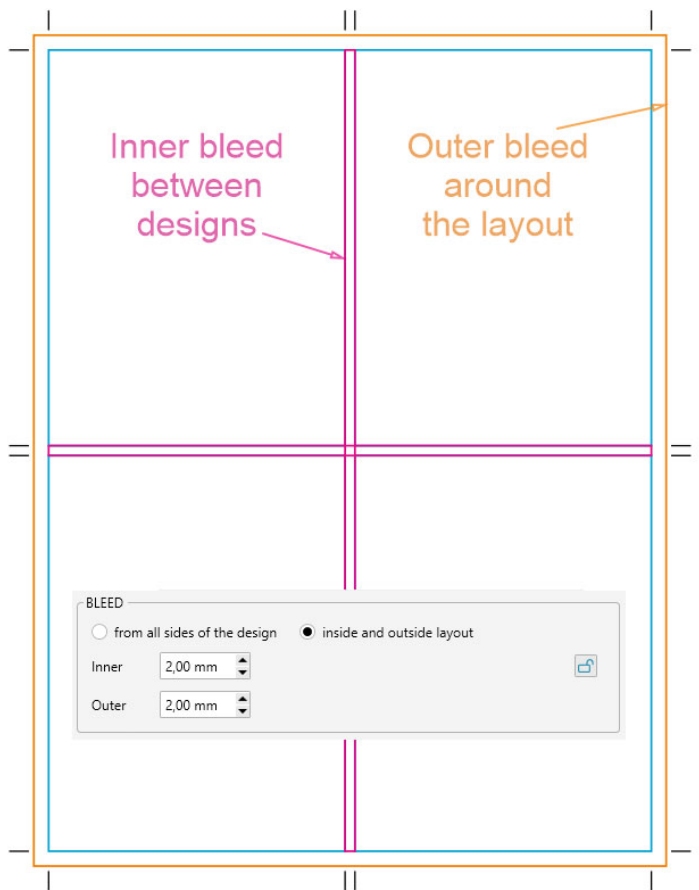 Inner bleed
between
designs
Outer bleed
around
the layout
BLEED
from all sides of the design
inside and outside layout
Inner
2,00 mm
Outer
2,00 mm